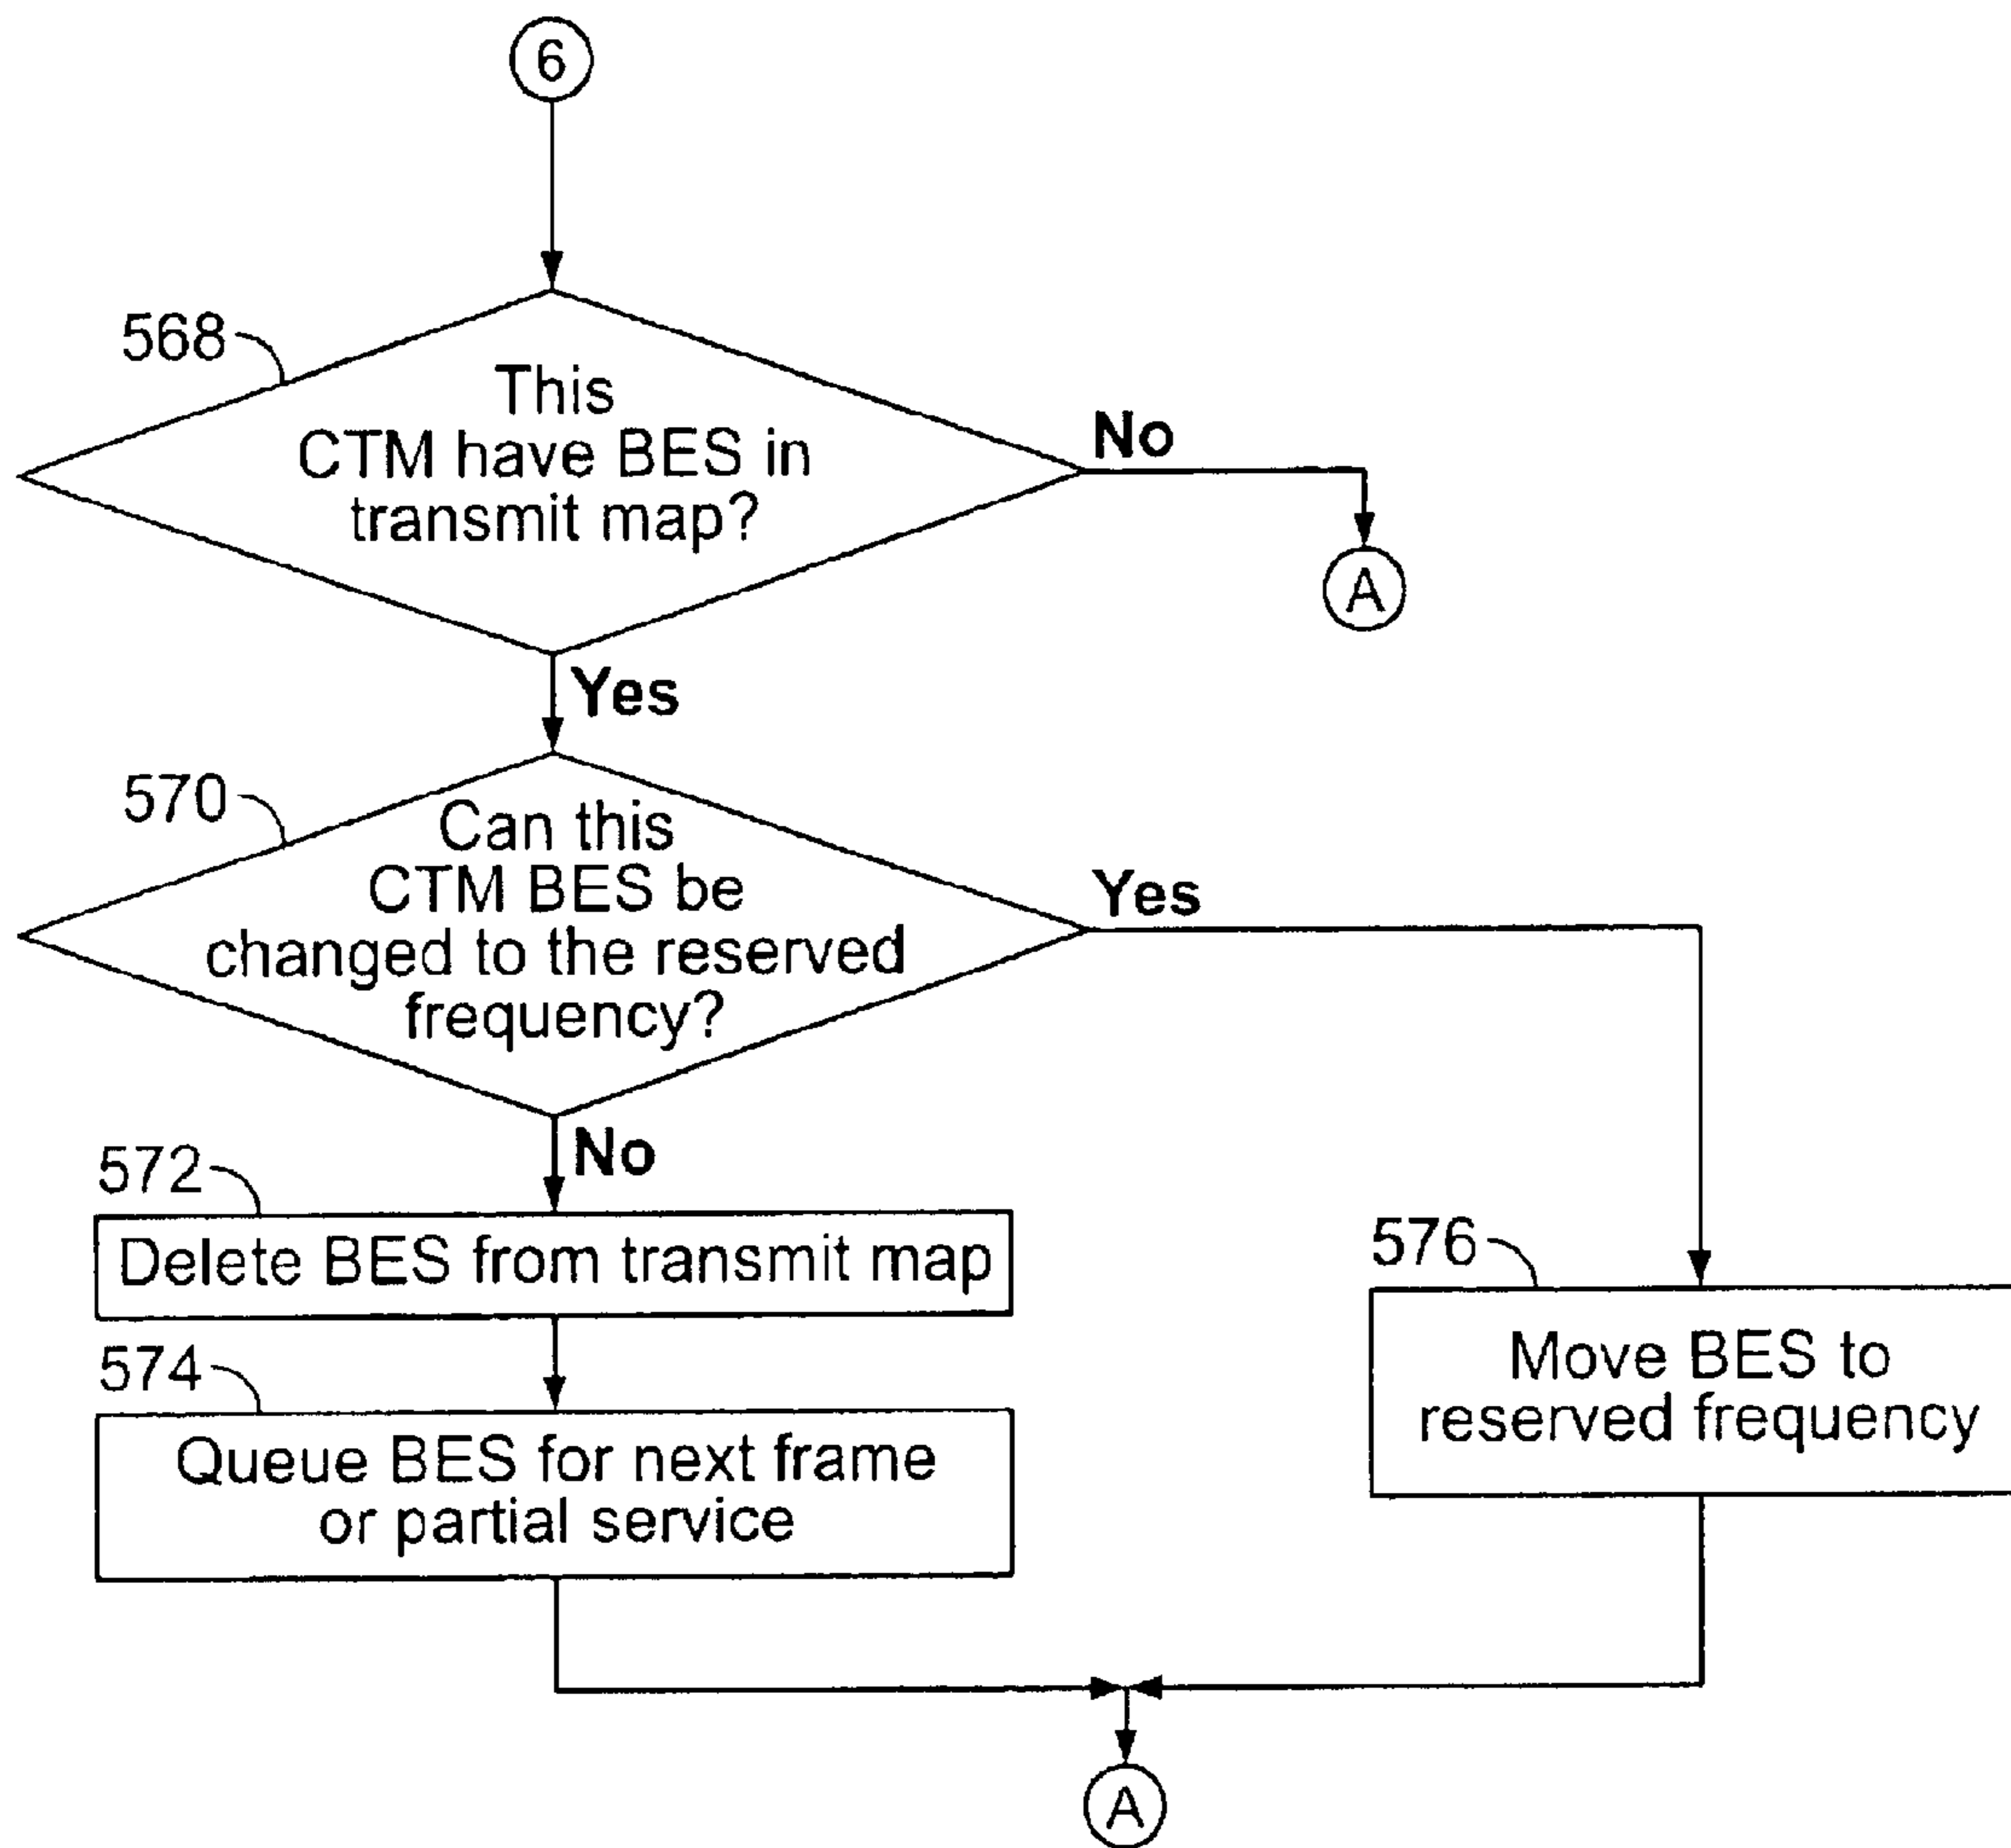 6
568
This
CTM have BES in
transmit map?
No
A
Yes
570
Can this
CTM BES be
changed to the reserved
frequency?
Yes
No
572
Delete BES from transmit map
576
Move BES to
reserved frequency
574
Queue BES for next frame
or partial service
A